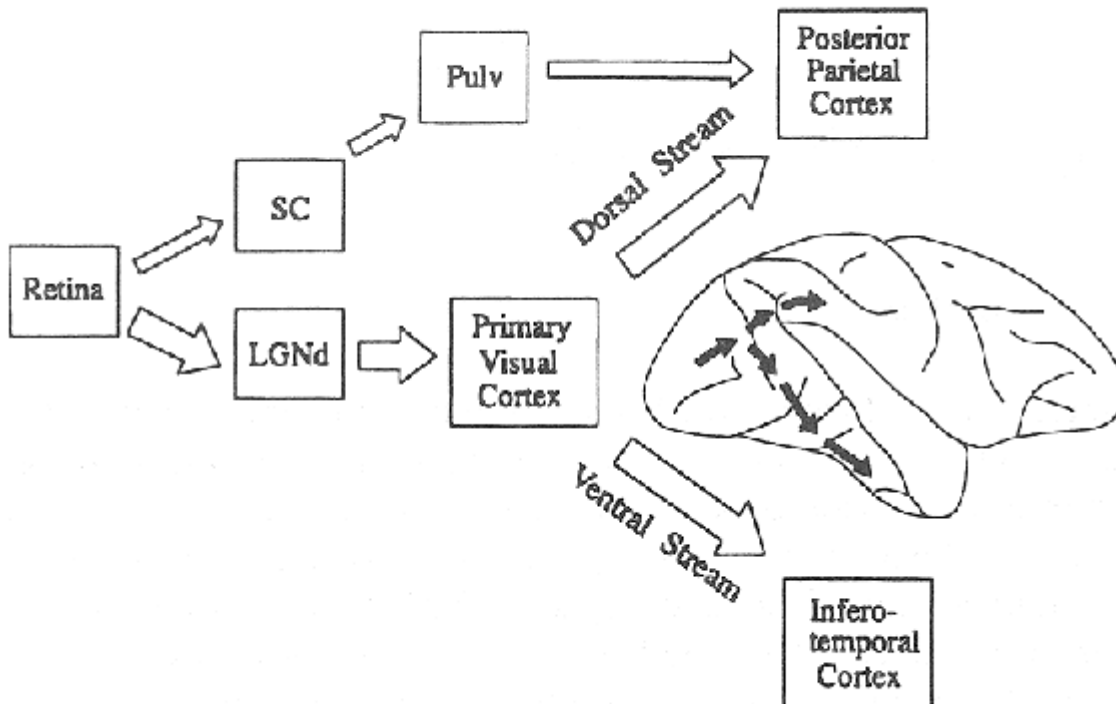 Pulv
Posterior
Parietal
Cortex
SC
Dorsal Stream
Retina
LGNd
Primary
Visual
Cortex
Ventral Stream
Infero-
temporal
Cortex